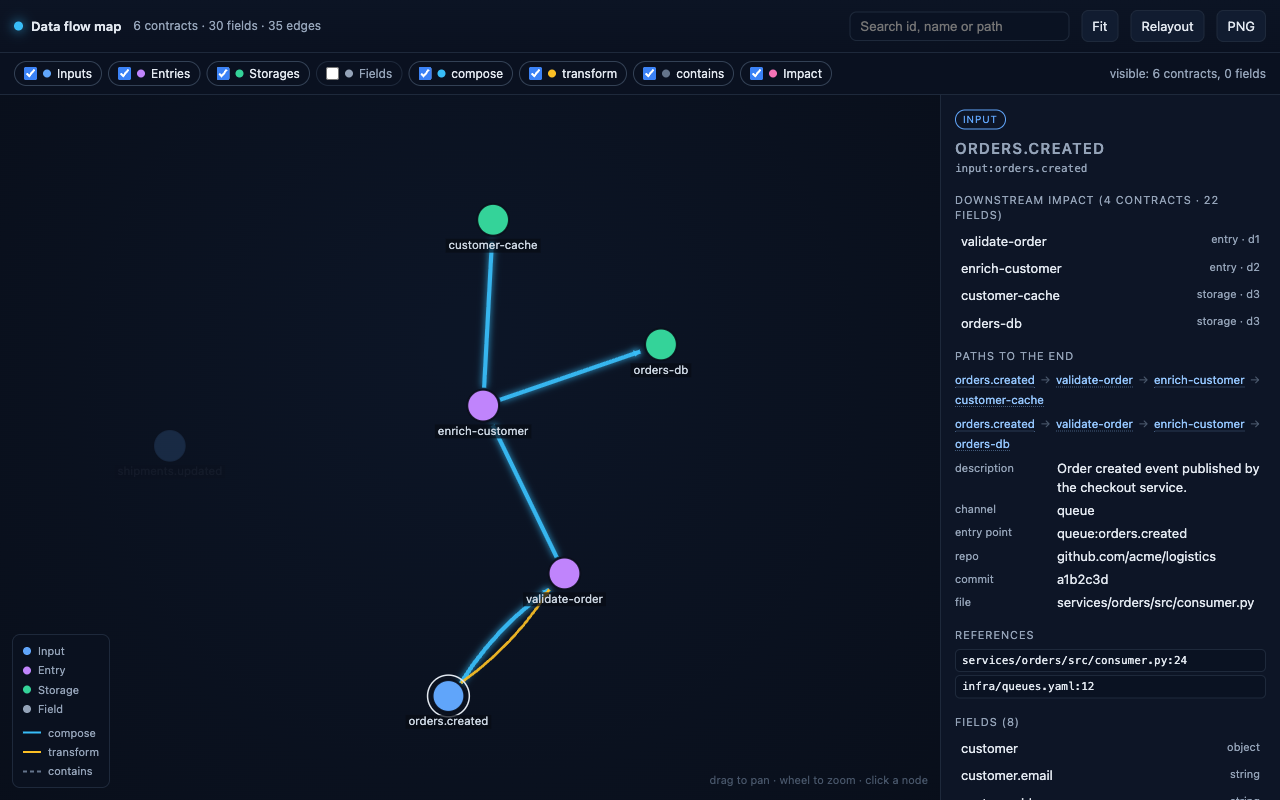 Data flow map 6 contracts · 30 fields · 35 edges
Search id, name or path
Fit
Relayout
PNG
Inputs
Entries
Storages
Fields
compose
transform
contains
Impact
visible: 6 contracts, 0 fields
customer-cache
orders-db
enrich-customer
shipments.updated
validate-order
orders.created
Input
Entry
Storage
Field
compose
transform
contains
drag to pan · wheel to zoom · click a node
INPUT
ORDERS.CREATED
input:orders.created
DOWNSTREAM IMPACT (4 CONTRACTS · 22
FIELDS)
validate-order entry · d1
enrich-customer entry · d2
customer-cache storage · d3
orders-db storage · d3
PATHS TO THE END
orders.created → validate-order → enrich-customer →
customer-cache
orders.created → validate-order → enrich-customer →
orders-db
description Order created event published by
the checkout service.
channel queue
entry point queue:orders.created
repo github.com/acme/logistics
commit a1b2c3d
file services/orders/src/consumer.py
REFERENCES
services/orders/src/consumer.py:24
infra/queues.yaml:12
FIELDS (8)
customer object
customer.email string